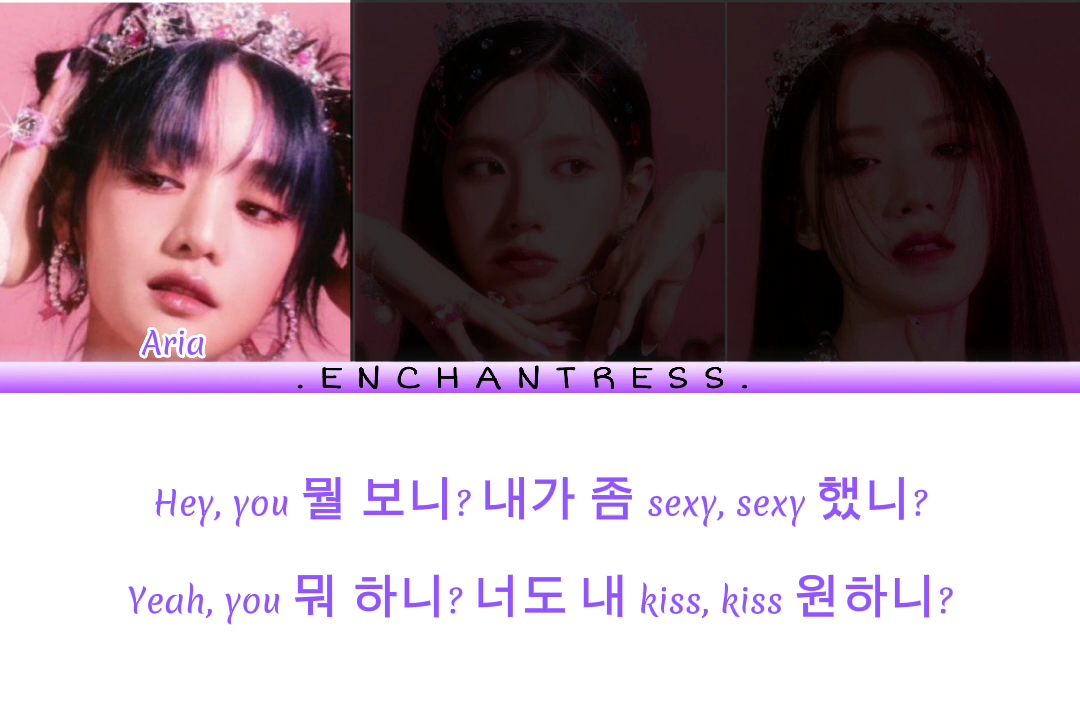 Aria
.ENCHANTRESS.
Hey, you 뭘 보니? 내가 좀 sexy, sexy 했니?
Yeah, you 뭐 하니? 너도 내 kiss, kiss 원하니?